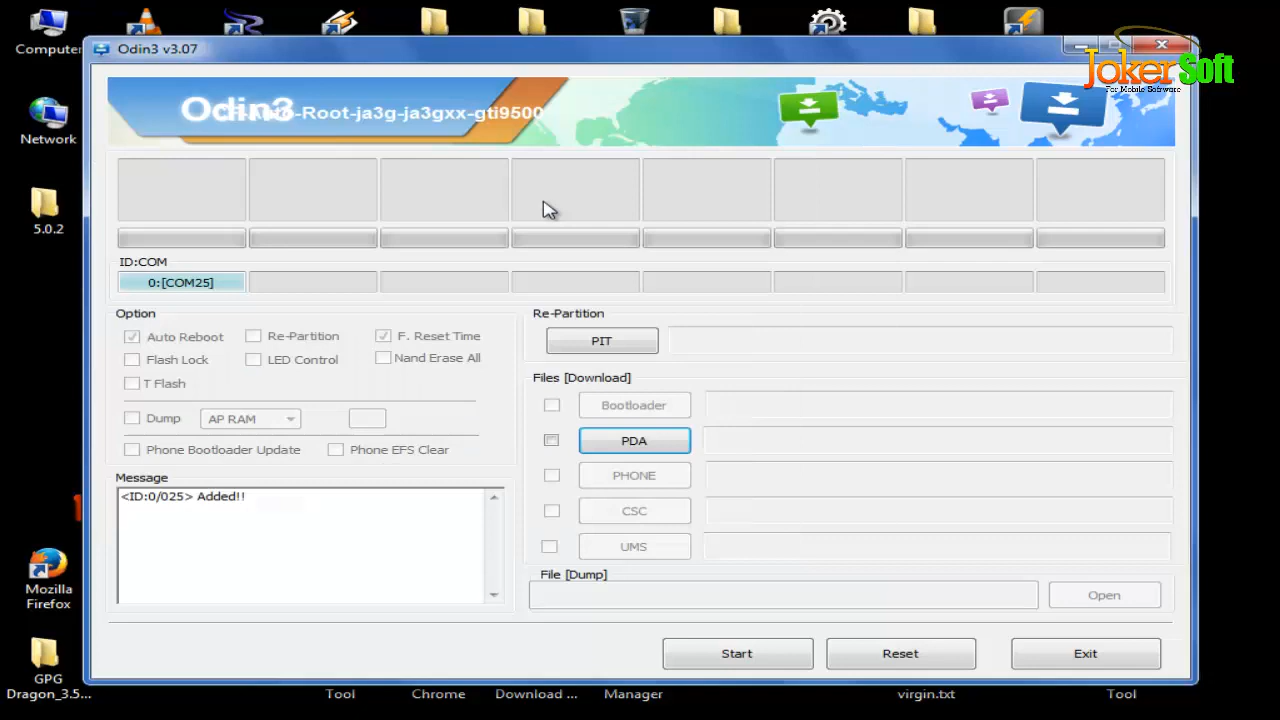 Computer
Odin3 v3.07
JokerSoft
For Mobile Software
Odin3
-Root-ja3g-ja3gxx-gti9500
Network
5.0.2
ID:COM
0:[COM25]
Option
Auto Reboot
Re-Partition
F. Reset Time
Flash Lock
LED Control
Nand Erase All
T Flash
Dump
AP RAM
Phone Bootloader Update
Phone EFS Clear
Message
<ID:0/025> Added!!
Re-Partition
PIT
Files [Download]
Bootloader
PDA
PHONE
CSC
UMS
File [Dump]
Open
Start
Reset
Exit
Mozilla
Firefox
GPG
Dragon_3.5...
Tool
Chrome
Download ...
Manager
virgin.txt
Tool